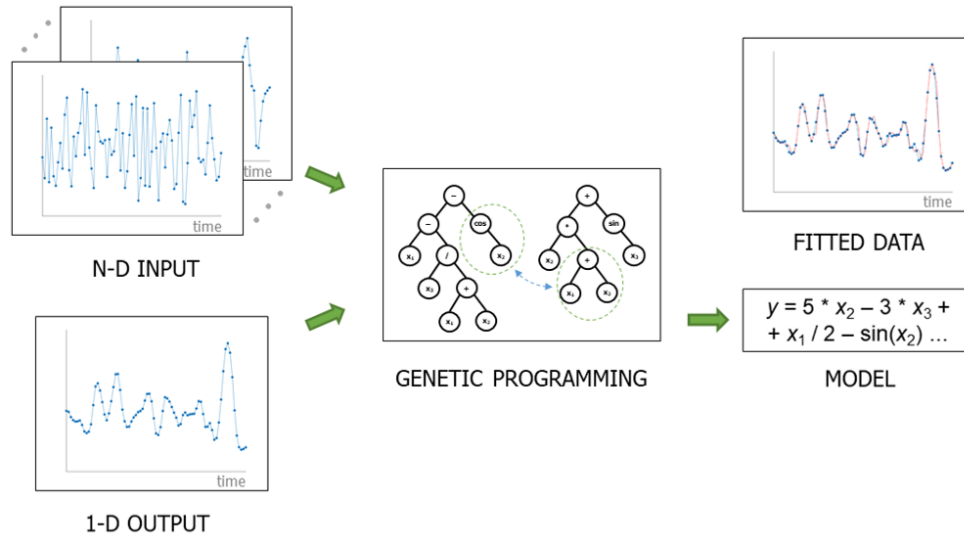 time
time
N-D INPUT
time
1-D OUTPUT
−
−
cos
x₁
/
x₂
x₃
+
x₁
x₂
+
*
sin
x₂
+
x₃
x₁
x₂
GENETIC PROGRAMMING
time
FITTED DATA
y = 5 * x₂ – 3 * x₃ +
+ x₁ / 2 – sin(x₂) ...
MODEL